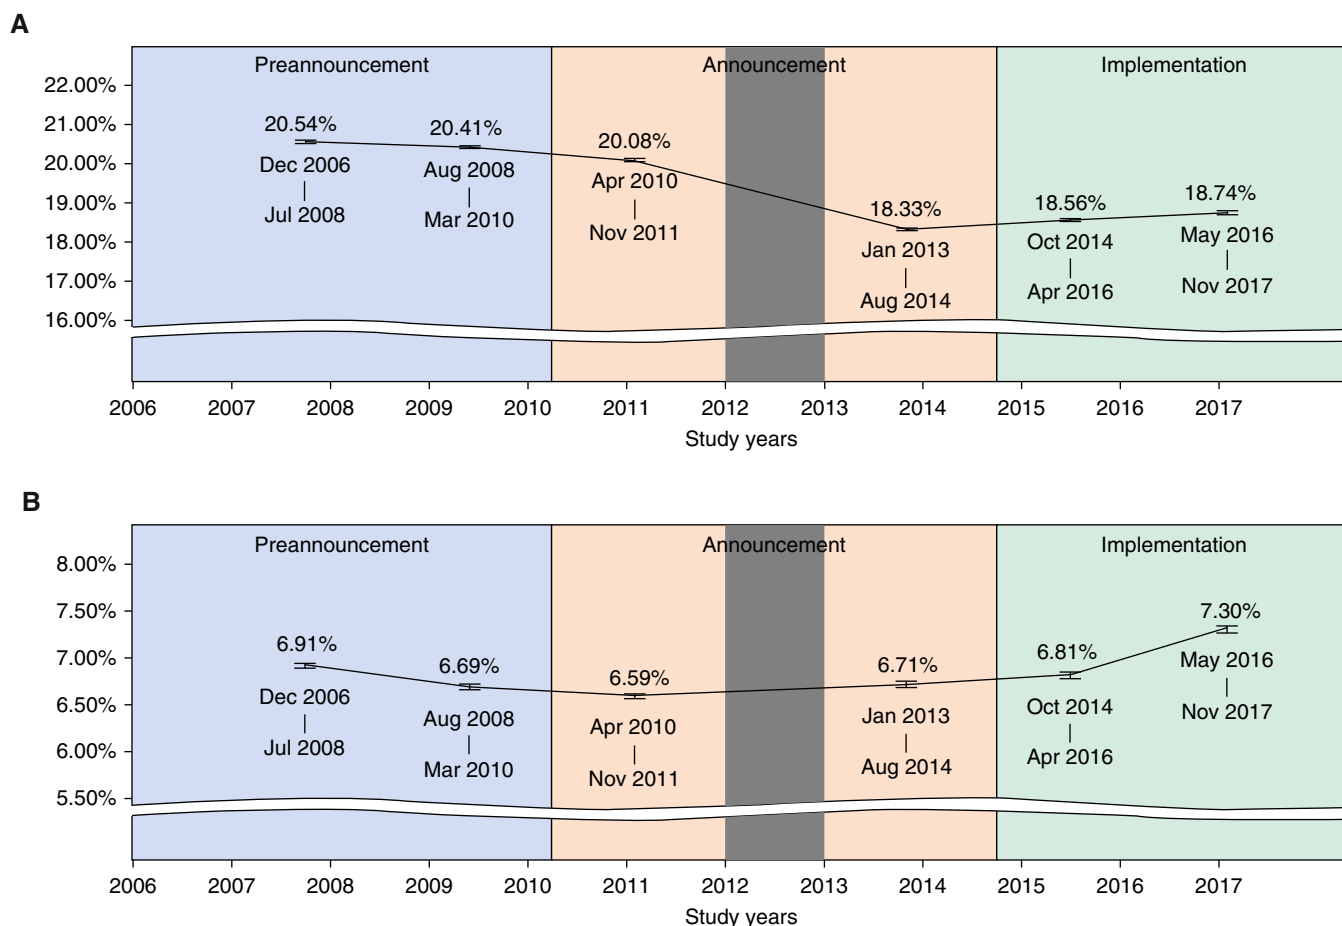 A
Preannouncement Announcement Implementation
22.00%
21.00%
20.00%
19.00%
18.00%
17.00%
16.00%
20.54%
Dec 2006
Jul 2008
20.41%
Aug 2008
Mar 2010
20.08%
Apr 2010
Nov 2011
18.33%
Jan 2013
Aug 2014
18.56%
Oct 2014
Apr 2016
18.74%
May 2016
Nov 2017
2006 2007 2008 2009 2010 2011 2012 2013 2014 2015 2016 2017
Study years
B
Preannouncement Announcement Implementation
8.00%
7.50%
7.00%
6.50%
6.00%
5.50%
6.91%
Dec 2006
Jul 2008
6.69%
Aug 2008
Mar 2010
6.59%
Apr 2010
Nov 2011
6.71%
Jan 2013
Aug 2014
6.81%
Oct 2014
Apr 2016
7.30%
May 2016
Nov 2017
2006 2007 2008 2009 2010 2011 2012 2013 2014 2015 2016 2017
Study years